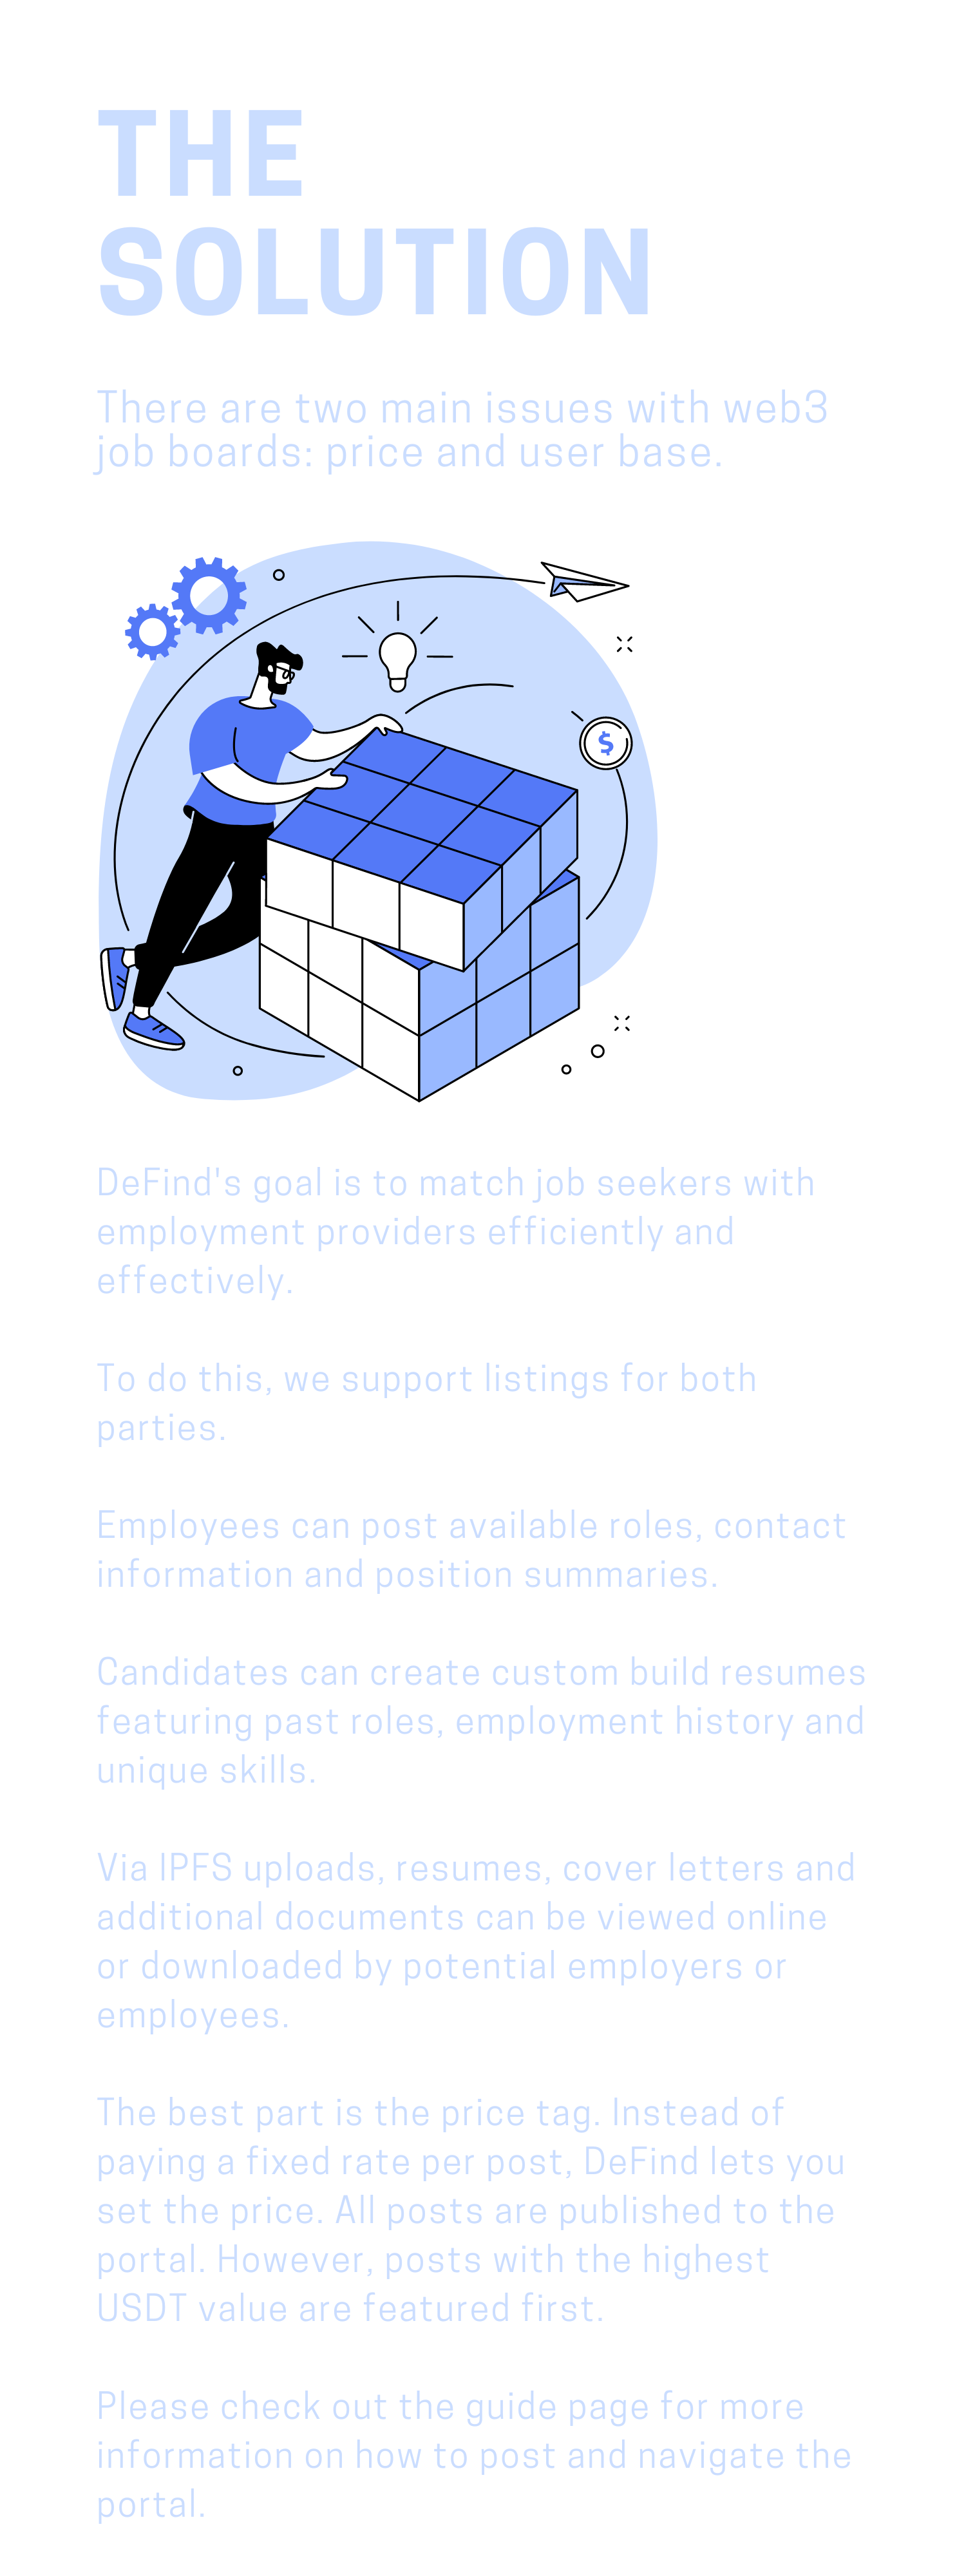 THE
SOLUTION
There are two main issues with web3
job boards: price and user base.
$
DeFind's goal is to match job seekers with
employment providers efficiently and
effectively.
To do this, we support listings for both
parties.
Employees can post available roles, contact
information and position summaries.
Candidates can create custom build resumes
featuring past roles, employment history and
unique skills.
Via IPFS uploads, resumes, cover letters and
additional documents can be viewed online
or downloaded by potential employers or
employees.
The best part is the price tag. Instead of
paying a fixed rate per post, DeFind lets you
set the price. All posts are published to the
portal. However, posts with the highest
USDT value are featured first.
Please check out the guide page for more
information on how to post and navigate the
portal.